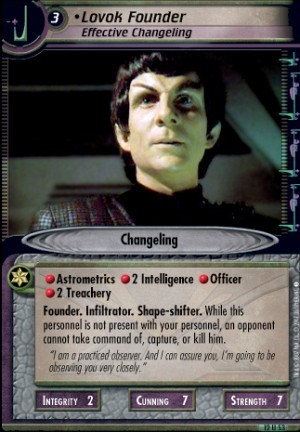 3
•Lovok Founder
Effective Changeling
Changeling
Astrometrics 2 Intelligence Officer
2 Treachery
Founder. Infiltrator. Shape-shifter. While this
personnel is not present with your personnel, an opponent
cannot take command of, capture, or kill him.
"I am a practiced observer. And I can assure you, I'm going to be
observing you very closely."
INTEGRITY 2 CUNNING 7 STRENGTH 7